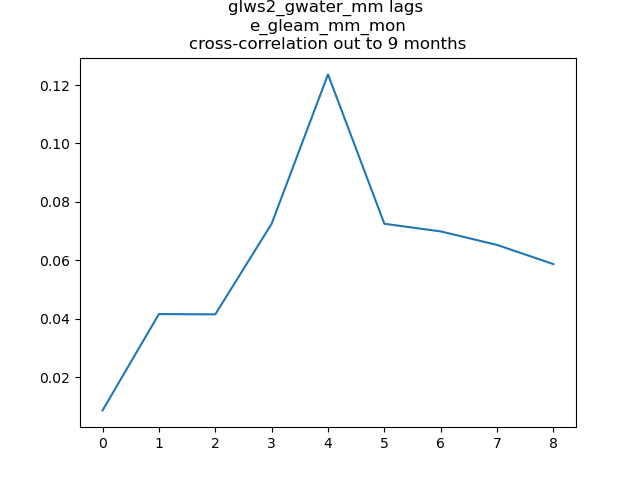 glws2_gwater_mm lags
e_gleam_mm_mon
cross-correlation out to 9 months
0.12
0.10
0.08
0.06
0.04
0.02
0 1 2 3 4 5 6 7 8